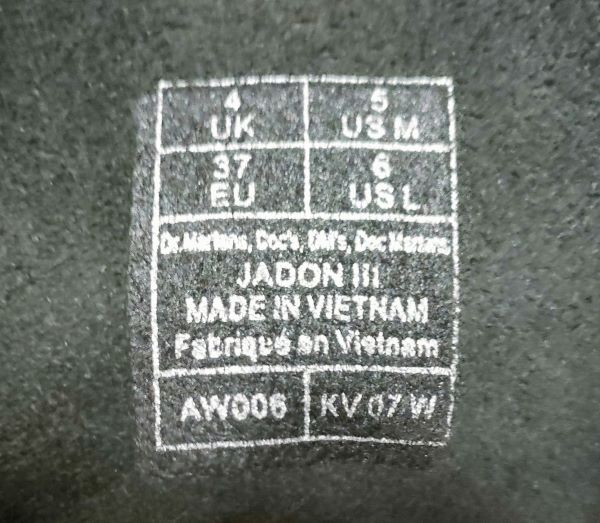 4 5
UK US M
37 6
EU US L
Dr. Martens, Doc's, DM's, Doc Martens
JADON III
MADE IN VIETNAM
Fabriqué en Vietnam
AW006 KV 07 W